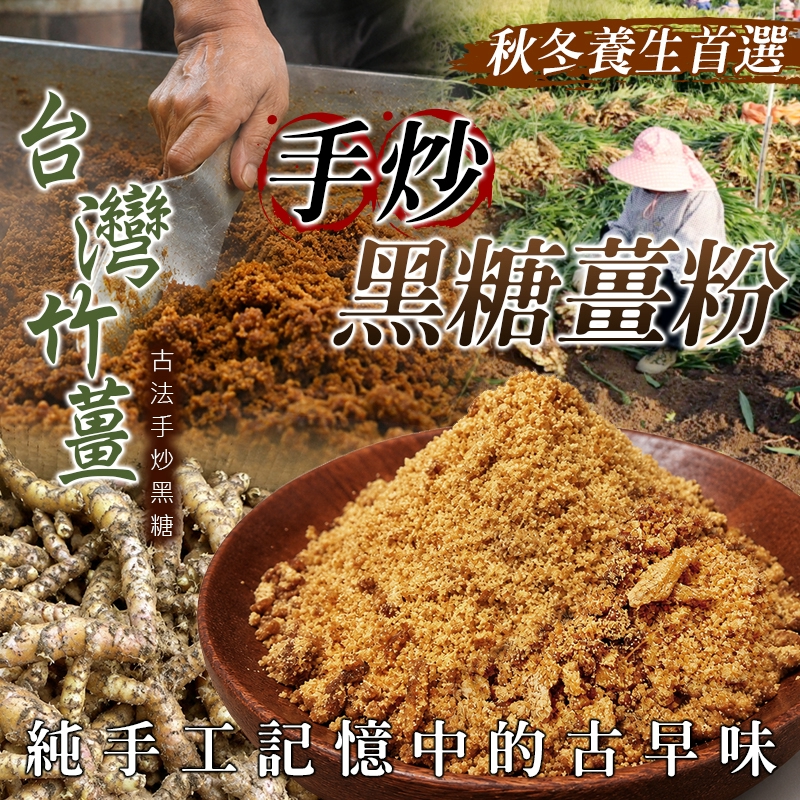 秋冬養生首選
台灣竹薑
手炒
黑糖薑粉
古法手炒黑糖
純手工記憶中的古早味